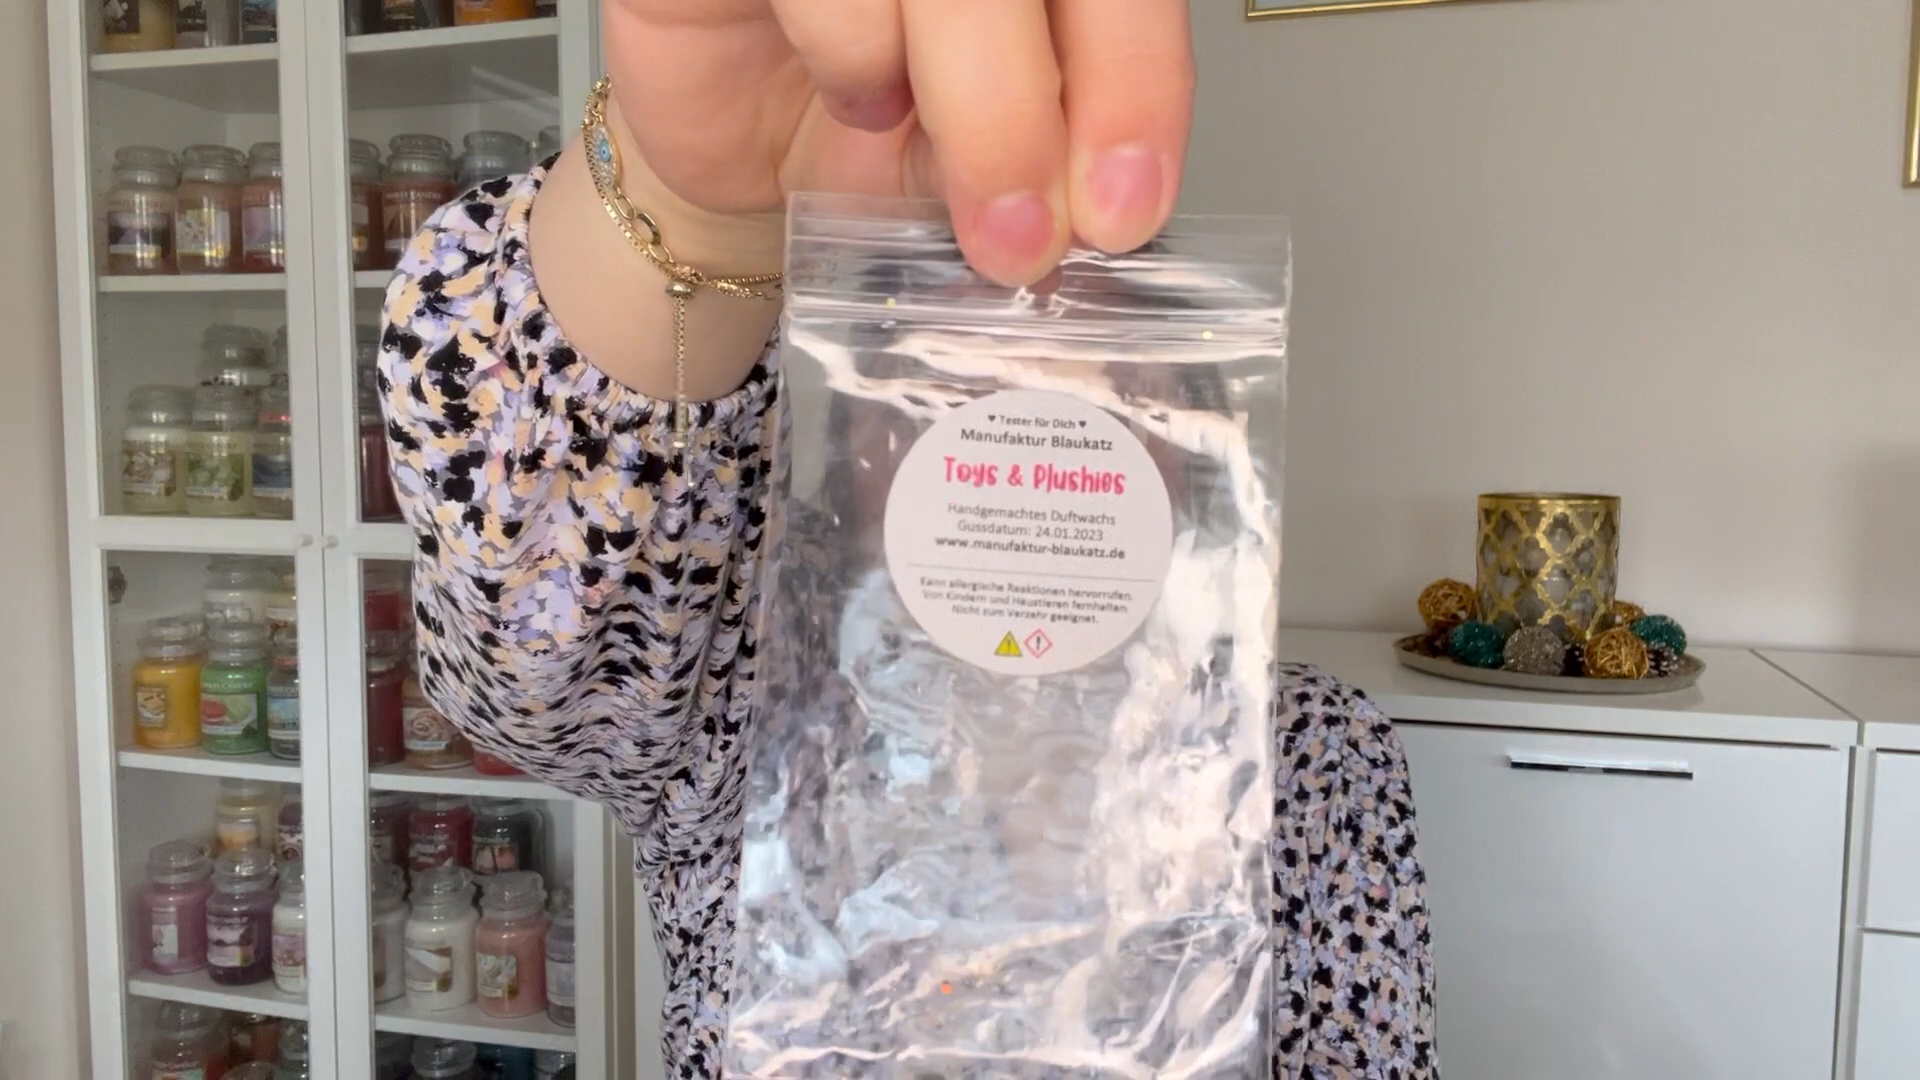 ♥ Tester für Dich ♥
Manufaktur Blaukatz
Toys & Plushies
Handgemachtes Duftwachs
Gussdatum: 24.01.2023
www.manufaktur-blaukatz.de
Kann allergische Reaktionen hervorrufen.
Von Kindern und Haustieren fernhalten.
Nicht zum Verzehr geeignet.